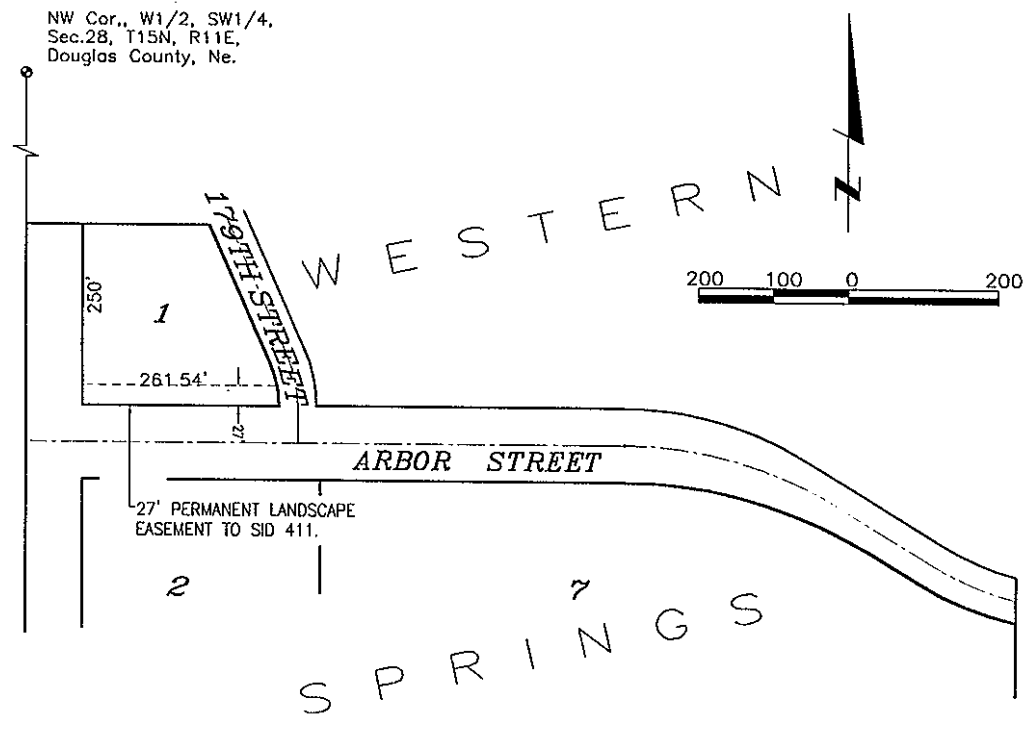 NW Cor., W1/2, SW1/4,
Sec.28, T15N, R11E,
Douglas County, Ne.
179TH STREET
WESTERN
N
200 100 0 200
250'
1
261.54'
27'
ARBOR STREET
27' PERMANENT LANDSCAPE
EASEMENT TO SID 411.
2
7
SPRINGS